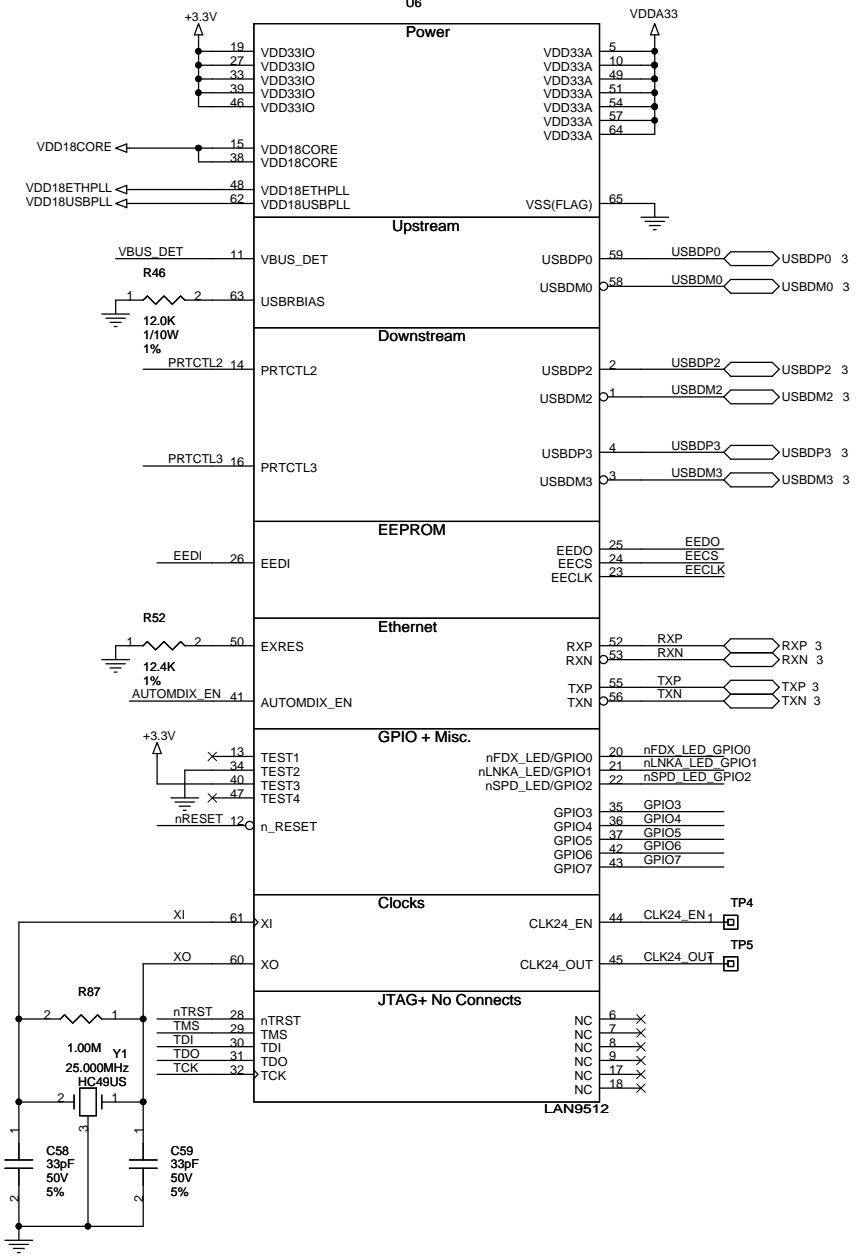 U6
+3.3V
VDDA33
Power
19 VDD33IO
27 VDD33IO
33 VDD33IO
39 VDD33IO
46 VDD33IO
VDD33A 5
VDD33A 10
VDD33A 49
VDD33A 51
VDD33A 54
VDD33A 57
VDD33A 64
VDD18CORE 15 VDD18CORE
38 VDD18CORE
VDD18ETHPLL 48 VDD18ETHPLL
VDD18USBPLL 62 VDD18USBPLL
VSS(FLAG) 65
Upstream
VBUS_DET 11 VBUS_DET
USBDP0 59 USBDP0 USBDP0 3
USBDM0 58 USBDM0 USBDM0 3
R46
1 2 63 USBRBIAS
12.0K
1/10W
1%
Downstream
PRTCTL2 14 PRTCTL2
USBDP2 2 USBDP2 USBDP2 3
USBDM2 1 USBDM2 USBDM2 3
PRTCTL3 16 PRTCTL3
USBDP3 4 USBDP3 USBDP3 3
USBDM3 3 USBDM3 USBDM3 3
EEPROM
EEDI 26 EEDI
EEDO 25 EEDO
EECS 24 EECS
EECLK 23 EECLK
Ethernet
R52
1 2 50 EXRES
12.4K
1%
RXP 52 RXP RXP 3
RXN 53 RXN RXN 3
TXP 55 TXP TXP 3
TXN 56 TXN TXN 3
AUTOMDIX_EN 41 AUTOMDIX_EN
GPIO + Misc.
+3.3V
13 TEST1
34 TEST2
40 TEST3
47 TEST4
nRESET 12 n_RESET
nFDX_LED/GPIO0 20 nFDX_LED_GPIO0
nLNKA_LED/GPIO1 21 nLNKA_LED_GPIO1
nSPD_LED/GPIO2 22 nSPD_LED_GPIO2
GPIO3 35 GPIO3
GPIO4 36 GPIO4
GPIO5 37 GPIO5
GPIO6 42 GPIO6
GPIO7 43 GPIO7
Clocks
XI 61 XI
XO 60 XO
CLK24_EN 44 CLK24_EN 1 TP4
CLK24_OUT 45 CLK24_OUT 1 TP5
JTAG+ No Connects
nTRST 28 nTRST
TMS 29 TMS
TDI 30 TDI
TDO 31 TDO
TCK 32 TCK
NC 6
NC 7
NC 8
NC 9
NC 17
NC 18
LAN9512
R87
2 1
1.00M
Y1
25.000MHz
HC49US
2 1
3
1 C58
33pF
50V
2 5%
1 C59
33pF
50V
2 5%